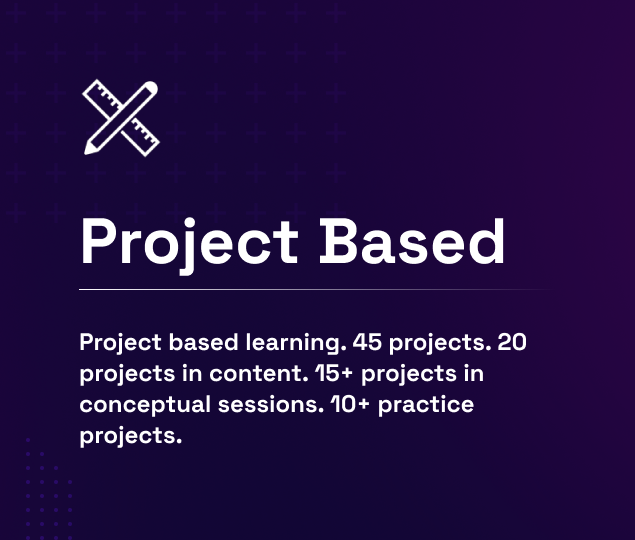 Project Based
Project based learning. 45 projects. 20
projects in content. 15+ projects in
conceptual sessions. 10+ practice
projects.